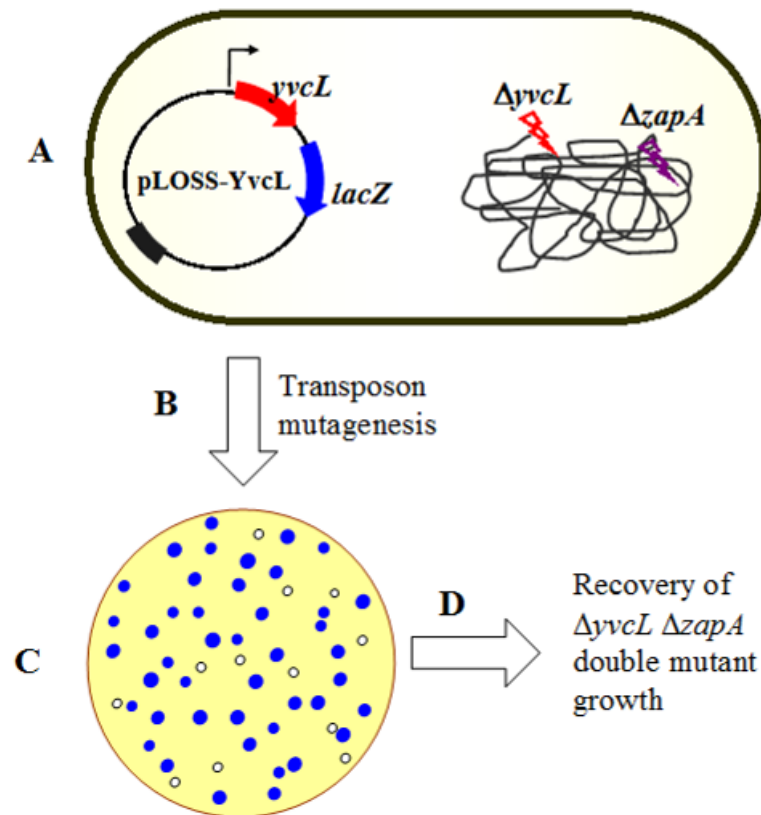 A
yvcL
pLOSS-YvcL
lacZ
ΔyvcL
ΔzapA
B
Transposon
mutagenesis
C
D
Recovery of
ΔyvcL ΔzapA
double mutant
growth